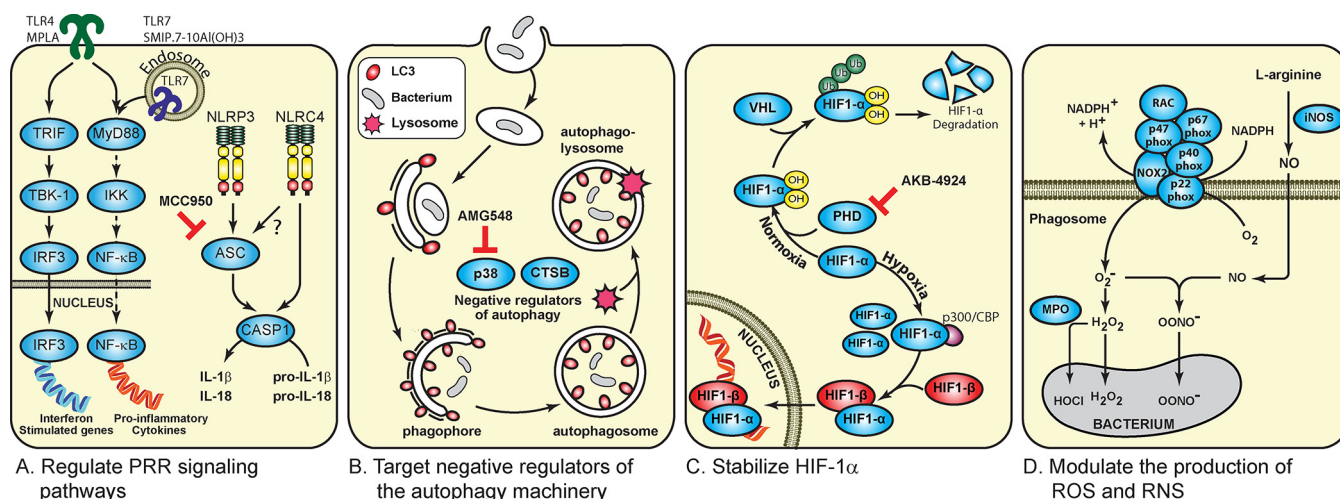 TLR4
MPLA
TLR7
SMIP.7-10Al(OH)3
Endosome
TLR7
TRIF
MyD88
NLRP3
NLRC4
TBK-1
IKK
MCC950
?
ASC
IRF3
NF-κB
NUCLEUS
CASP1
IRF3
NF-κB
IL-1β
IL-18
pro-IL-1β
pro-IL-18
Interferon
Stimulated genes
Pro-inflammatory
Cytokines
A. Regulate PRR signaling
pathways
LC3
Bacterium
Lysosome
autophago-
lysosome
AMG548
p38
CTSB
Negative regulators
of autophagy
phagophore
autophagosome
B. Target negative regulators of
the autophagy machinery
Ub
Ub
Ub
VHL
HIF1-α
OH
OH
HIF1-α
Degradation
HIF1-α
OH
OH
AKB-4924
PHD
Normoxia
HIF1-α
Hypoxia
HIF1-α
HIF1-α
HIF1-α
p300/CBP
NUCLEUS
HIF1-β
HIF1-α
HIF1-β
HIF1-α
HIF1-β
C. Stabilize HIF-1α
L-arginine
NADPH⁺
+ H⁺
RAC
p47
phox
p67
phox
NADPH
iNOS
p40
phox
NOX2
p22
phox
NO
Phagosome
O₂
O₂⁻
NO
MPO
H₂O₂
OONO⁻
HOCl
H₂O₂
OONO⁻
BACTERIUM
D. Modulate the production of
ROS and RNS